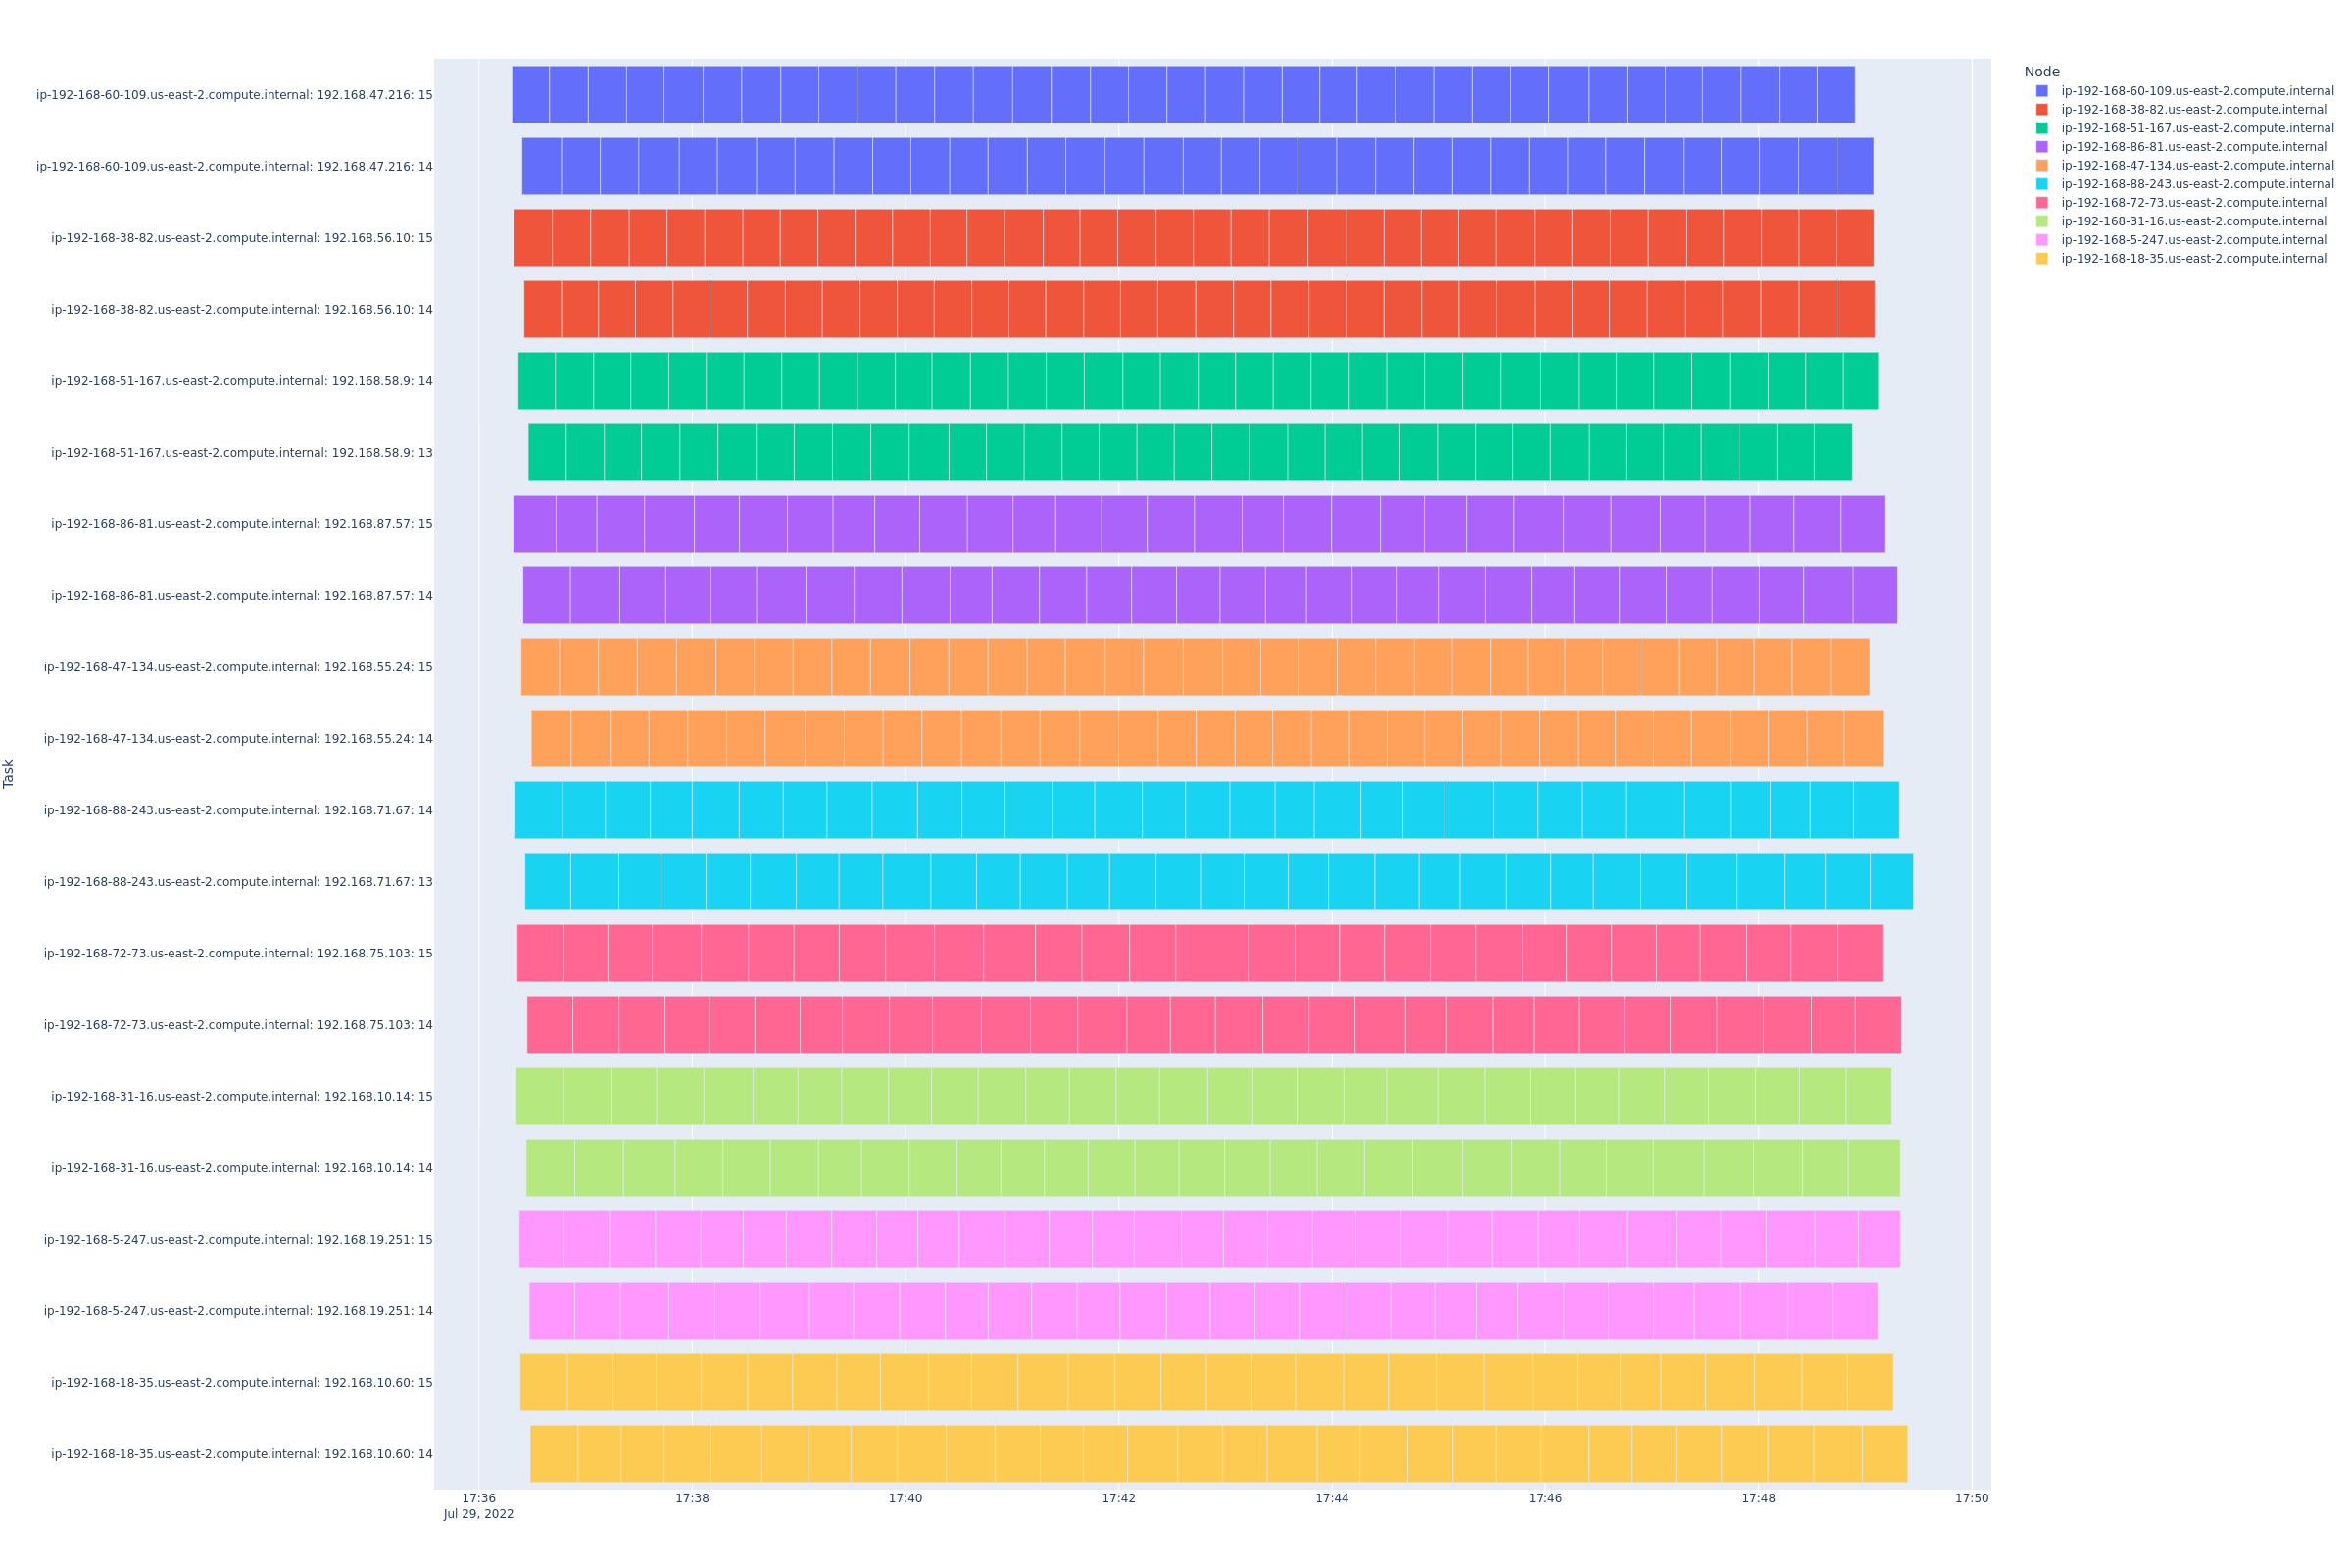 Task
ip-192-168-60-109.us-east-2.compute.internal: 192.168.47.216: 15
ip-192-168-60-109.us-east-2.compute.internal: 192.168.47.216: 14
ip-192-168-38-82.us-east-2.compute.internal: 192.168.56.10: 15
ip-192-168-38-82.us-east-2.compute.internal: 192.168.56.10: 14
ip-192-168-51-167.us-east-2.compute.internal: 192.168.58.9: 14
ip-192-168-51-167.us-east-2.compute.internal: 192.168.58.9: 13
ip-192-168-86-81.us-east-2.compute.internal: 192.168.87.57: 15
ip-192-168-86-81.us-east-2.compute.internal: 192.168.87.57: 14
ip-192-168-47-134.us-east-2.compute.internal: 192.168.55.24: 15
ip-192-168-47-134.us-east-2.compute.internal: 192.168.55.24: 14
ip-192-168-88-243.us-east-2.compute.internal: 192.168.71.67: 14
ip-192-168-88-243.us-east-2.compute.internal: 192.168.71.67: 13
ip-192-168-72-73.us-east-2.compute.internal: 192.168.75.103: 15
ip-192-168-72-73.us-east-2.compute.internal: 192.168.75.103: 14
ip-192-168-31-16.us-east-2.compute.internal: 192.168.10.14: 15
ip-192-168-31-16.us-east-2.compute.internal: 192.168.10.14: 14
ip-192-168-5-247.us-east-2.compute.internal: 192.168.19.251: 15
ip-192-168-5-247.us-east-2.compute.internal: 192.168.19.251: 14
ip-192-168-18-35.us-east-2.compute.internal: 192.168.10.60: 15
ip-192-168-18-35.us-east-2.compute.internal: 192.168.10.60: 14
17:36 17:38 17:40 17:42 17:44 17:46 17:48 17:50
Jul 29, 2022
Node
ip-192-168-60-109.us-east-2.compute.internal
ip-192-168-38-82.us-east-2.compute.internal
ip-192-168-51-167.us-east-2.compute.internal
ip-192-168-86-81.us-east-2.compute.internal
ip-192-168-47-134.us-east-2.compute.internal
ip-192-168-88-243.us-east-2.compute.internal
ip-192-168-72-73.us-east-2.compute.internal
ip-192-168-31-16.us-east-2.compute.internal
ip-192-168-5-247.us-east-2.compute.internal
ip-192-168-18-35.us-east-2.compute.internal